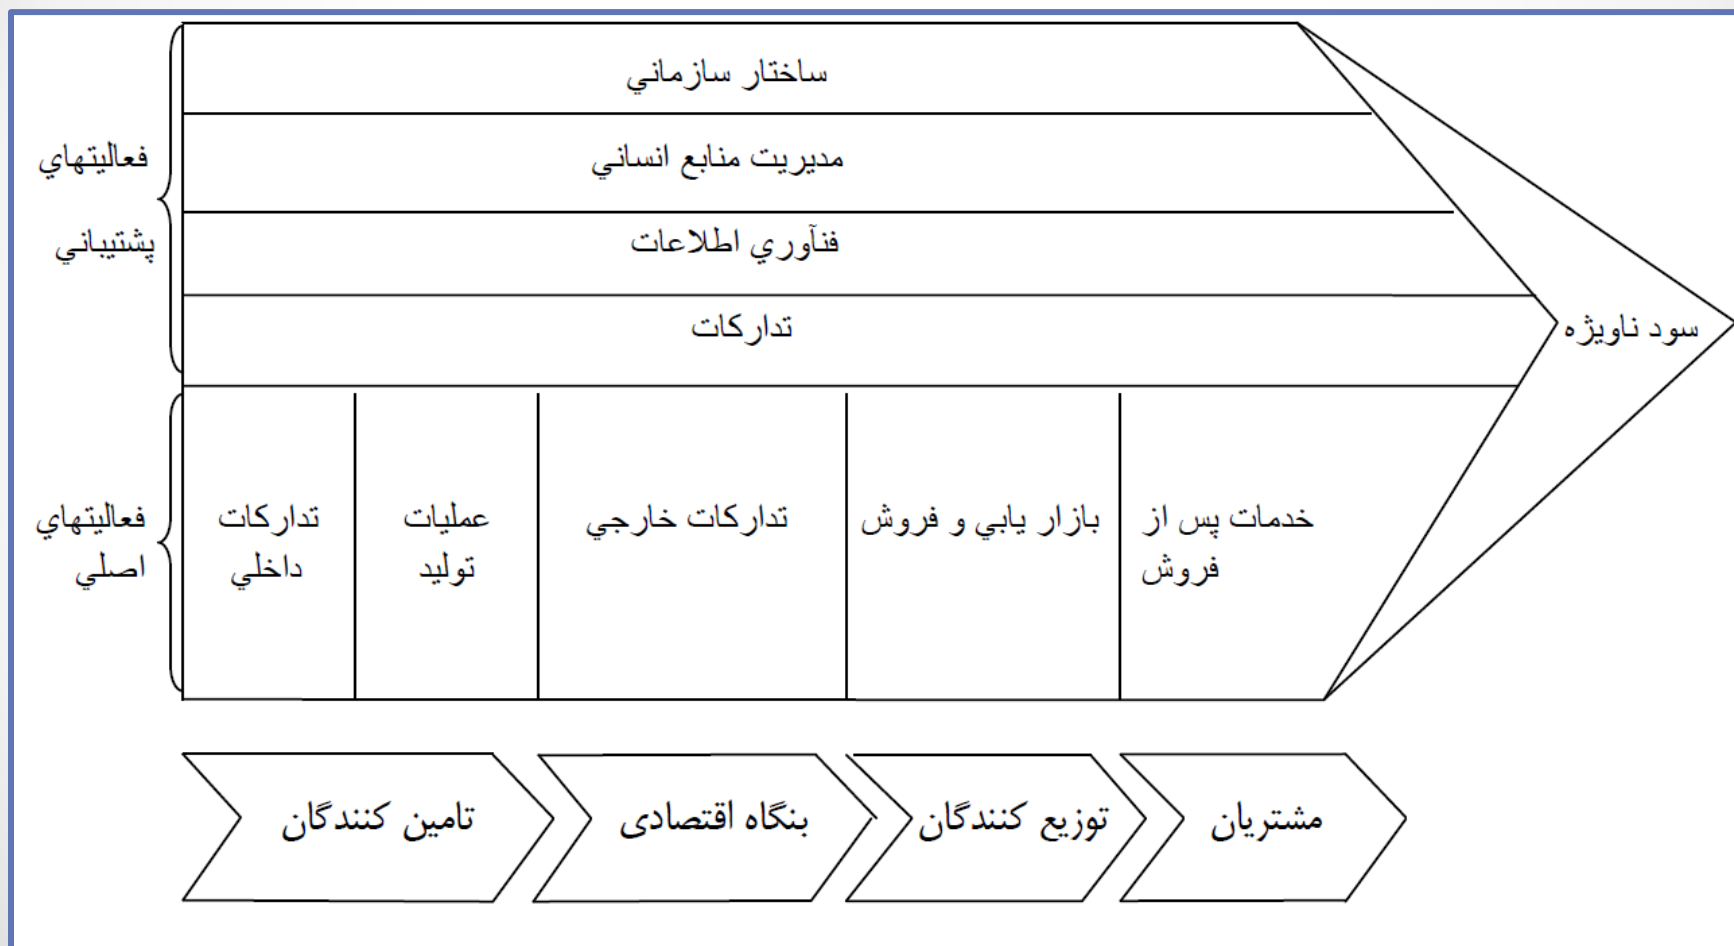 ساختار سازماني
مديريت منابع انساني
فنآوري اطلاعات
تداركات
فعاليتهاي
پشتيباني
سود ناويژه
فعاليتهاي
اصلي
تداركات
داخلي
عمليات
توليد
تداركات خارجي
بازار يابي و فروش
خدمات پس از
فروش
تامین کنندگان
بنگاه اقتصادی
توزیع کنندگان
مشتریان